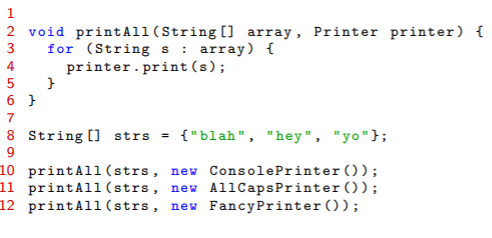 1
2 void printAll(String[] array, Printer printer) {
3   for (String s : array) {
4     printer.print(s);
5   }
6 }
7
8 String[] strs = {"blah", "hey", "yo"};
9
10 printAll(strs, new ConsolePrinter());
11 printAll(strs, new AllCapsPrinter());
12 printAll(strs, new FancyPrinter());